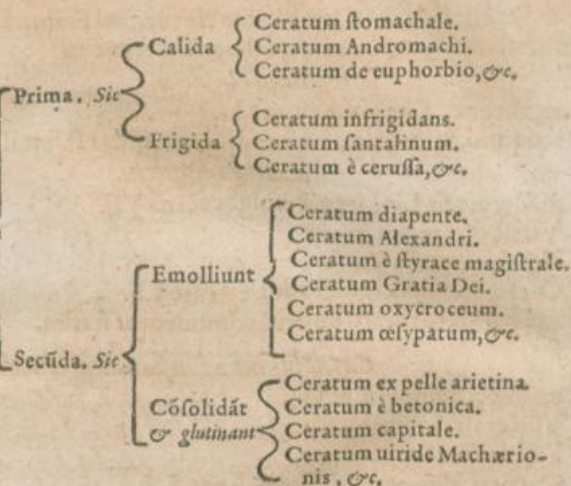 Ceratum ſtomachale.
Calida
Ceratum Andromachi.
Ceratum de euphorbio, &c.
Prima. Sic
Ceratum infrigidans.
Frigida
Ceratum ſantalinum.
Ceratum è ceruſſa, &c.
Ceratum diapente.
Ceratum Alexandri.
Ceratum è ſtyrace magiſtrale.
Emolliunt
Ceratum Gratia Dei.
Ceratum oxycroceum.
Ceratum œſypatum, &c.
Secūda. Sic
Ceratum ex pelle arietina.
Cōſolidāt
Ceratum è betonica.
& glutinant
Ceratum capitale.
Ceratum uiride Machærio-
nis, &c.